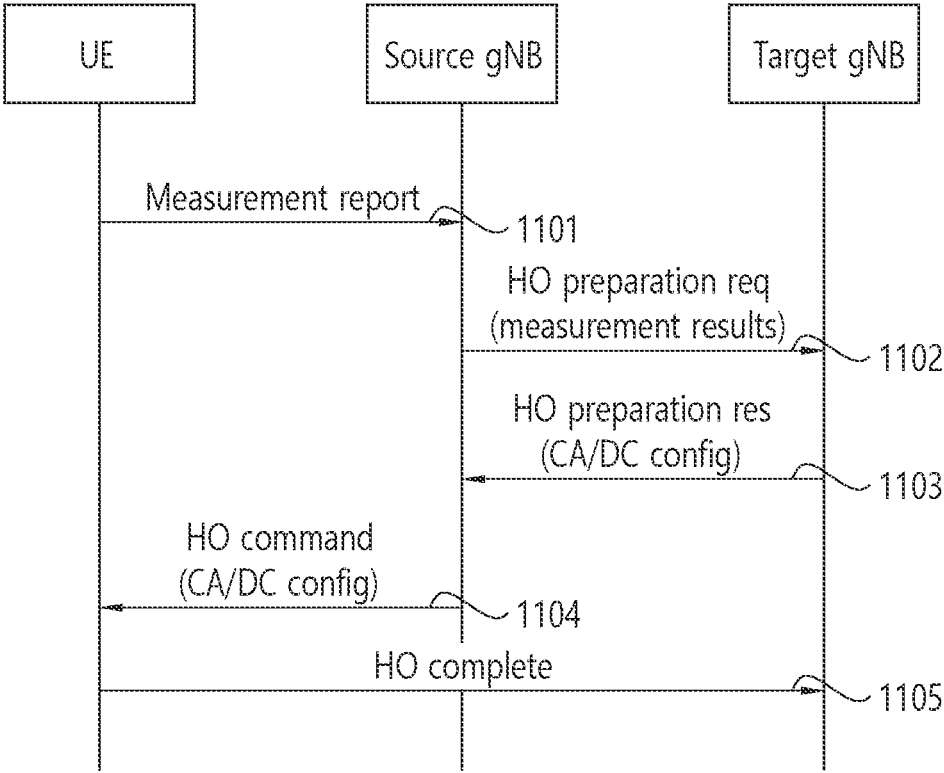 UE
Source gNB
Target gNB
Measurement report
1101
HO preparation req
(measurement results)
1102
HO preparation res
(CA/DC config)
1103
HO command
(CA/DC config)
1104
HO complete
1105